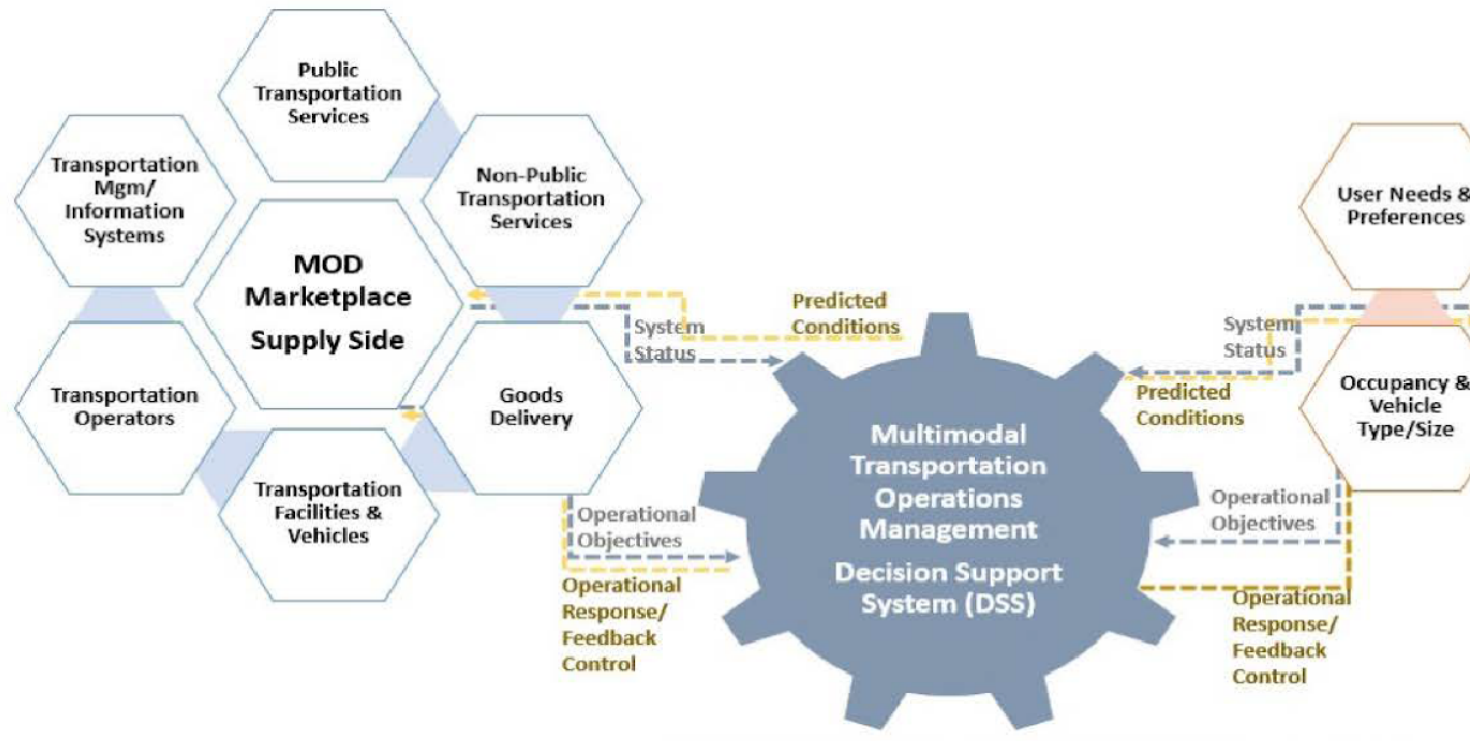 Public
Transportation
Services
Transportation
Mgm/
Information
Systems
Non-Public
Transportation
Services
MOD
Marketplace
Supply Side
Transportation
Operators
Goods
Delivery
Transportation
Facilities &
Vehicles
System
Status
Predicted
Conditions
Operational
Objectives
Operational
Response/
Feedback
Control
Multimodal
Transportation
Operations
Management
Decision Support
System (DSS)
System
Status
Predicted
Conditions
Operational
Objectives
Operational
Response/
Feedback
Control
User Needs &
Preferences
Occupancy &
Vehicle
Type/Size